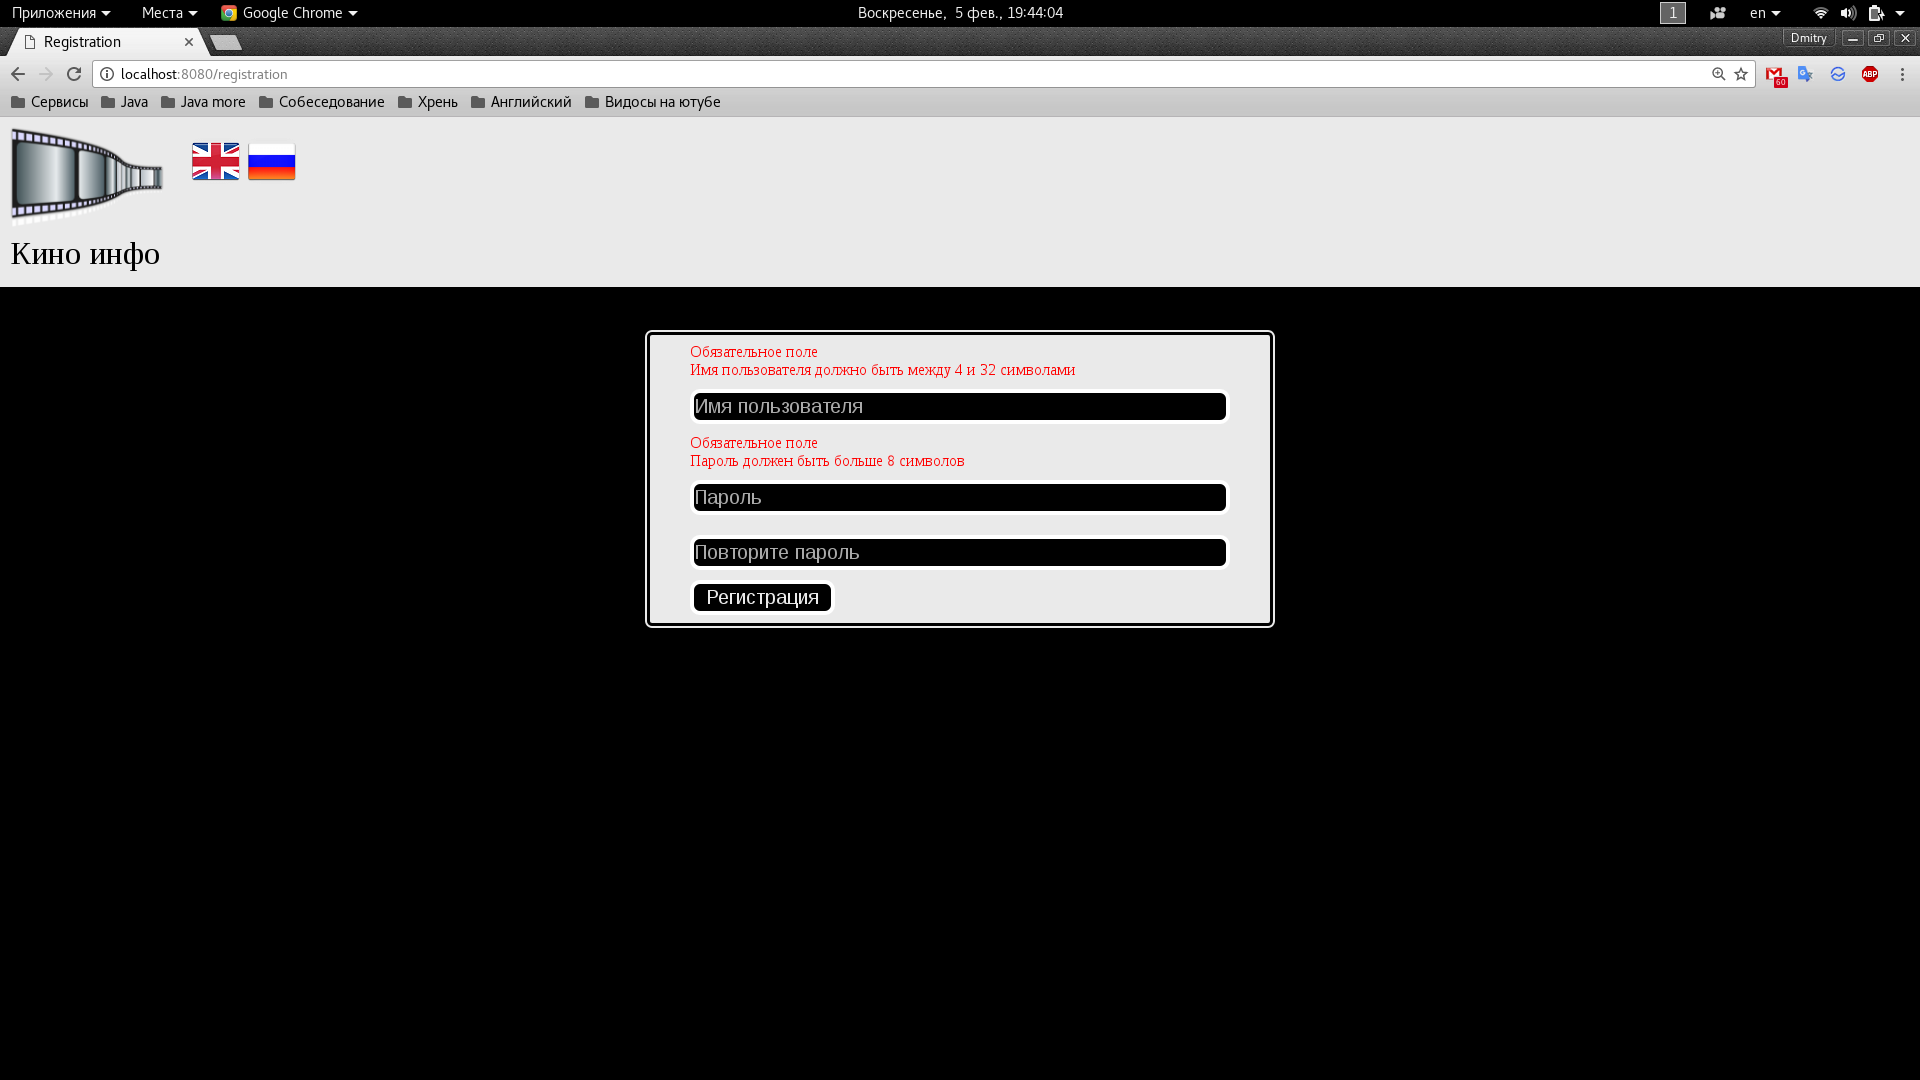 Приложения Места Google Chrome Воскресенье, 5 фев., 19:44:04 1 en
Registration Dmitry
localhost:8080/registration 60 ABP
Сервисы Java Java more Собеседование Хрень Английский Видосы на ютубе
Кино инфо
Обязательное поле
Имя пользователя должно быть между 4 и 32 символами
Имя пользователя
Обязательное поле
Пароль должен быть больше 8 символов
Пароль
Повторите пароль
Регистрация